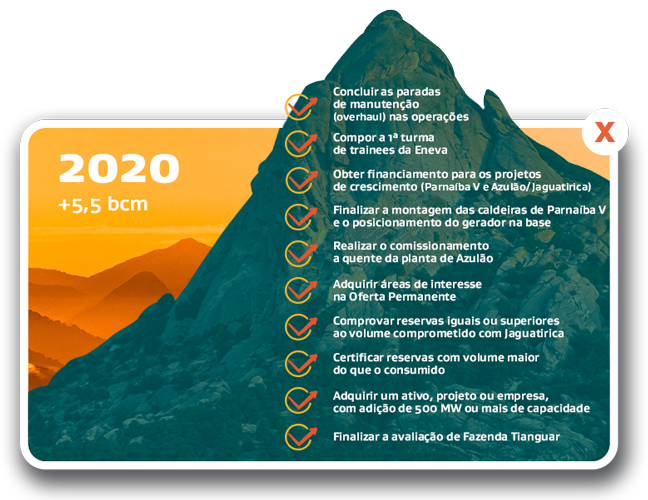 2020
+5,5 bcm
X
Concluir as paradas
de manutenção
(overhaul) nas operações
Compor a 1ª turma
de trainees da Eneva
Obter financiamento para os projetos
de crescimento (Parnaíba V e Azulão/Jaguatirica)
Finalizar a montagem das caldeiras de Parnaíba V
e o posicionamento do gerador na base
Realizar o comissionamento
a quente da planta de Azulão
Adquirir áreas de interesse
na Oferta Permanente
Comprovar reservas iguais ou superiores
ao volume comprometido com Jaguatirica
Certificar reservas com volume maior
do que o consumido
Adquirir um ativo, projeto ou empresa,
com adição de 500 MW ou mais de capacidade
Finalizar a avaliação de Fazenda Tianguar